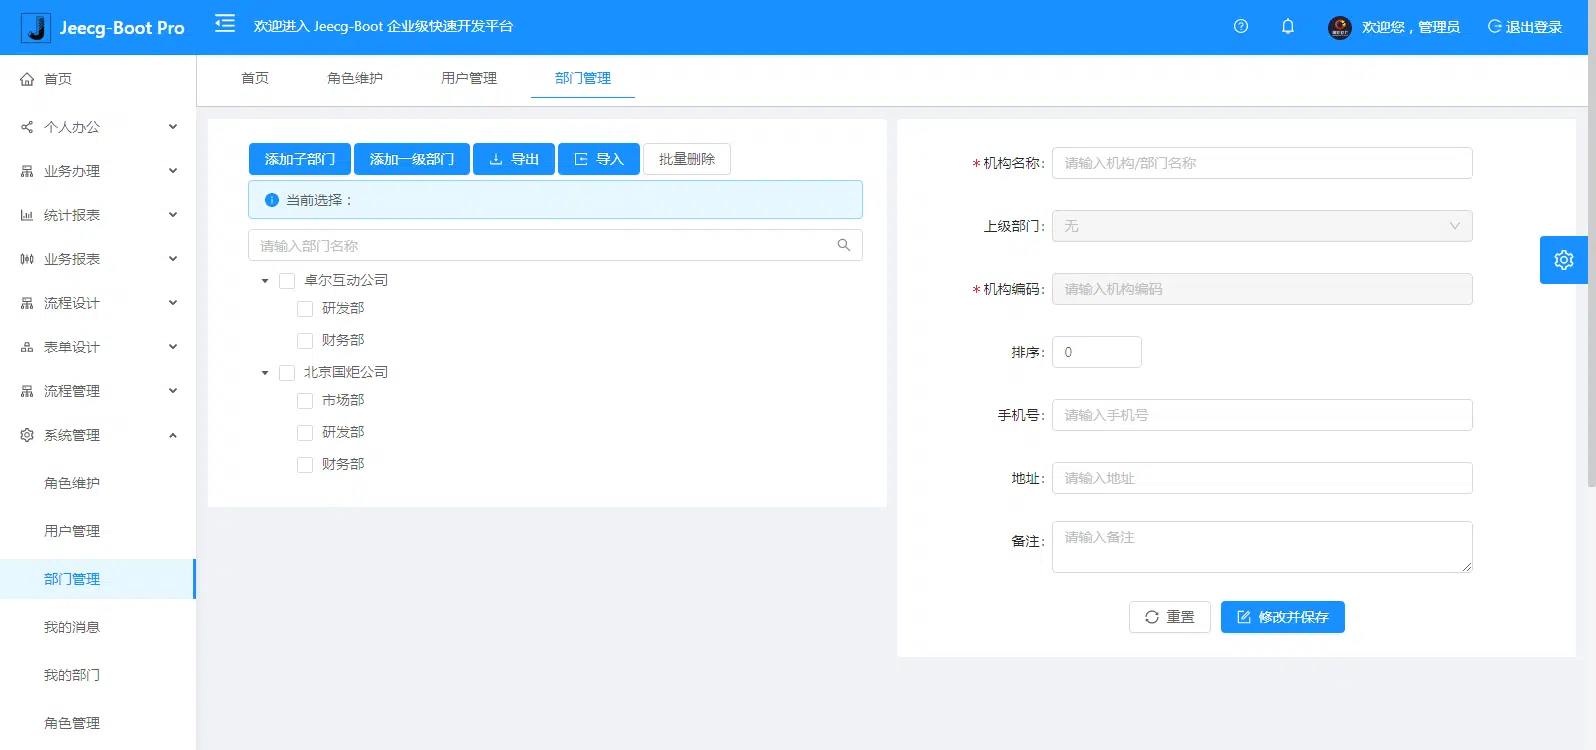 Jeecg-Boot Pro
欢迎进入 Jeecg-Boot 企业级快速开发平台
欢迎您，管理员
退出登录
首页
个人办公
业务办理
统计报表
业务报表
流程设计
表单设计
流程管理
系统管理
角色维护
用户管理
部门管理
我的消息
我的部门
角色管理
首页 角色维护 用户管理 部门管理
添加子部门 添加一级部门 导出 导入 批量删除
当前选择：
请输入部门名称
卓尔互动公司
研发部
财务部
北京国炬公司
市场部
研发部
财务部
* 机构名称: 请输入机构/部门名称
上级部门: 无
* 机构编码: 请输入机构编码
排序: 0
手机号: 请输入手机号
地址: 请输入地址
备注: 请输入备注
重置 修改并保存